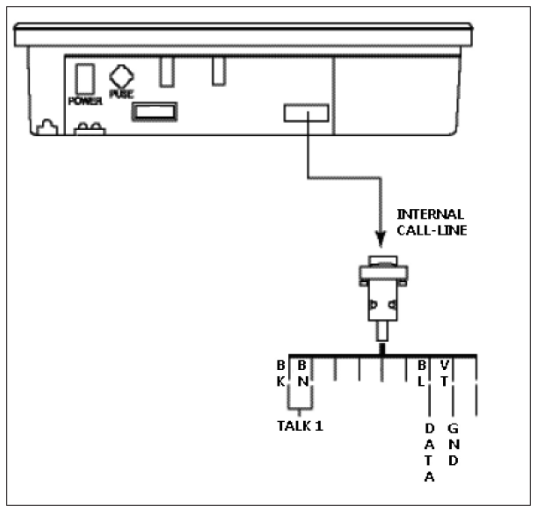 POWER
FUSE
INTERNAL
CALL-LINE
BK
BN
BL
VT
TALK 1
DATA
GND